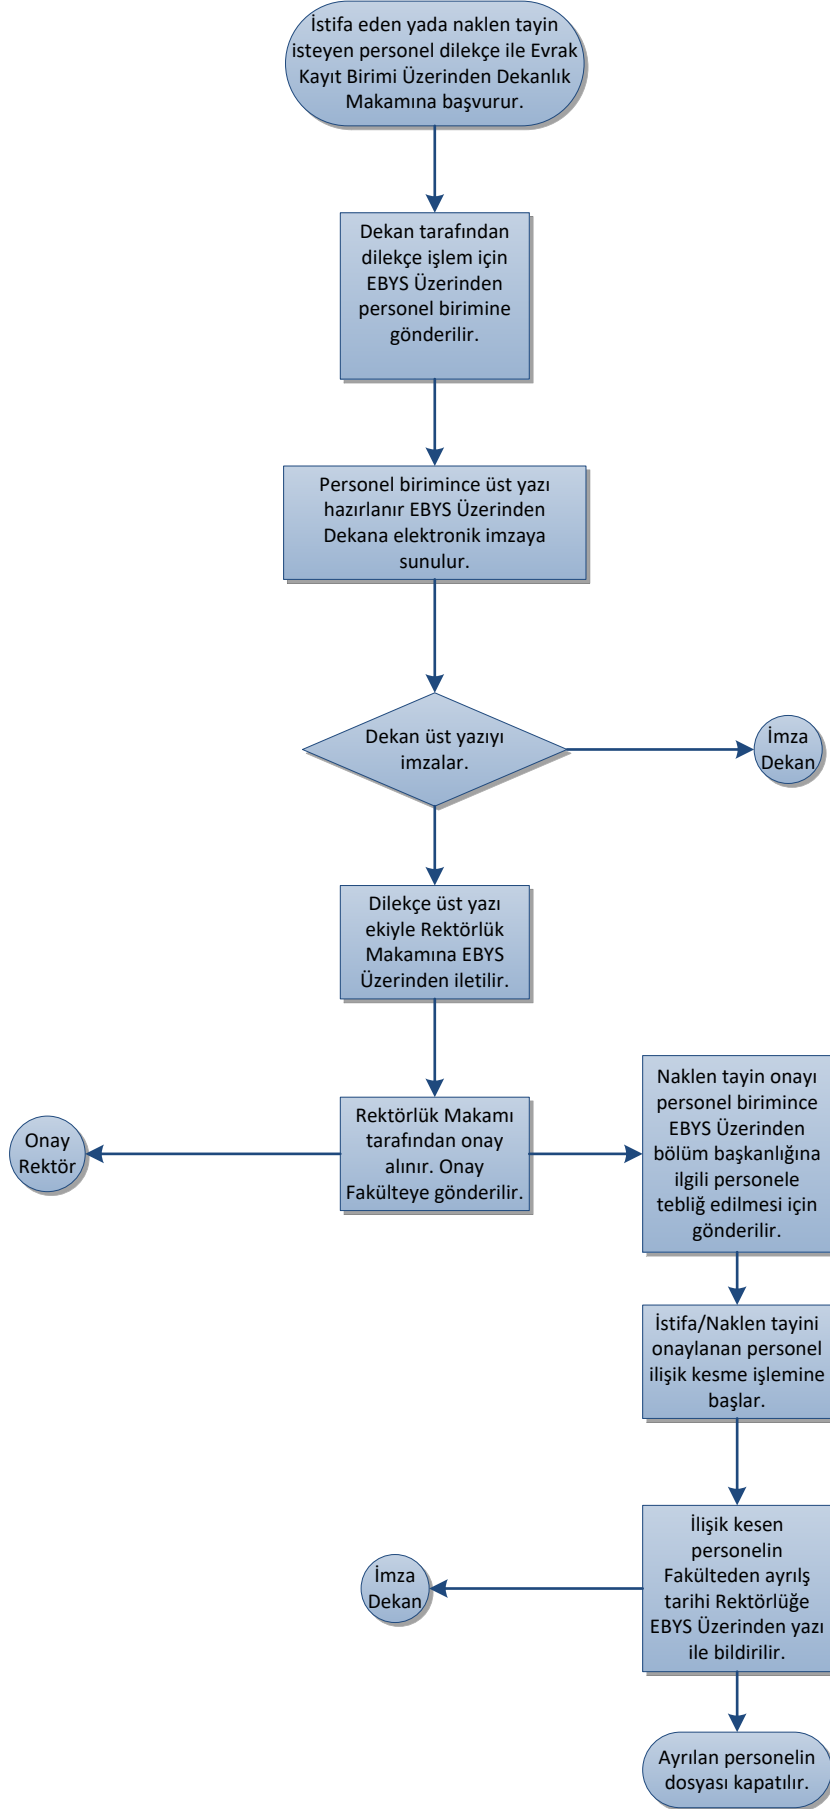 İstifa eden yada naklen tayin
isteyen personel dilekçe ile Evrak
Kayıt Birimi Üzerinden Dekanlık
Makamına başvurur.
Dekan tarafından
dilekçe işlem için
EBYS Üzerinden
personel birimine
gönderilir.
Personel birimince üst yazı
hazırlanır EBYS Üzerinden
Dekana elektronik imzaya
sunulur.
Dekan üst yazıyı
imzalar.
İmza
Dekan
Dilekçe üst yazı
ekiyle Rektörlük
Makamına EBYS
Üzerinden iletilir.
Rektörlük Makamı
tarafından onay
alınır. Onay
Fakülteye gönderilir.
Onay
Rektör
Naklen tayin onayı
personel birimince
EBYS Üzerinden
bölüm başkanlığına
ilgili personele
tebliğ edilmesi için
gönderilir.
İstifa/Naklen tayini
onaylanan personel
ilişik kesme işlemine
başlar.
İlişik kesen
personelin
Fakülteden ayrılş
tarihi Rektörlüğe
EBYS Üzerinden yazı
ile bildirilir.
İmza
Dekan
Ayrılan personelin
dosyası kapatılır.